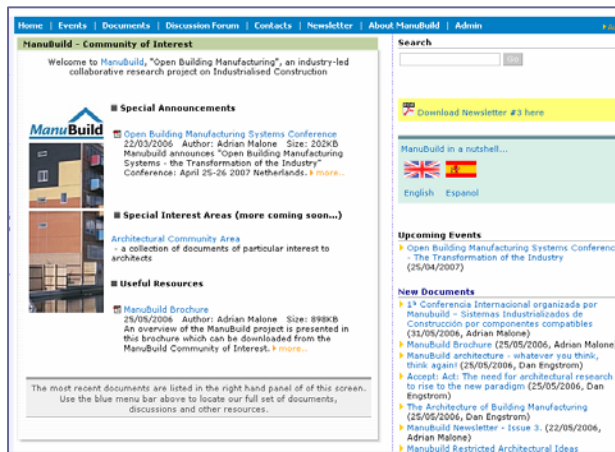 Home | Events | Documents | Discussion Forum | Contacts | Newsletter | About ManuBuild | Admin
ManuBuild - Community of Interest
Welcome to ManuBuild, "Open Building Manufacturing", an industry-led
collaborative research project on Industrialised Construction
ManuBuild
Special Announcements
Open Building Manufacturing Systems Conference
22/03/2006 Author: Adrian Malone Size: 202KB
Manubuild announces "Open Building Manufacturing
Systems - the Transformation of the Industry"
Conference: April 25-26 2007 Netherlands. more...
Special Interest Areas (more coming soon...)
Architectural Community Area
- a collection of documents of particular interest to
architects
Useful Resources
ManuBuild Brochure
25/05/2006 Author: Adrian Malone Size: 898KB
An overview of the ManuBuild project is presented in
this brochure which can be downloaded from the
ManuBuild Community of Interest. more...
The most recent documents are listed in the right hand panel of of this screen.
Use the blue menu bar above to locate our full set of documents,
discussions and other resources.
Search
Go
Download Newsletter #3 here
ManuBuild in a nutshell...
English Espanol
Upcoming Events
Open Building Manufacturing Systems Conferenc
- The Transformation of the Industry
(25/04/2007)
New Documents
1ª Conferencia Internacional organizada por
Manubuild – Sistemas Industrializados de
Construcción por componentes compatibles
(31/05/2006, Adrian Malone)
ManuBuild Brochure (25/05/2006, Adrian Malone
ManuBuild architecture - whatever you think,
think again! (25/05/2006, Dan Engstrom)
Accept: Act: The need for architectural research
to rise to the new paradigm (25/05/2006, Dan
Engstrom)
The Architecture of Building Manufacturing
(25/05/2006, Dan Engstrom)
ManuBuild Newsletter - Issue 3. (22/05/2006,
Adrian Malone)
Manubuild Restricted Architectural Ideas